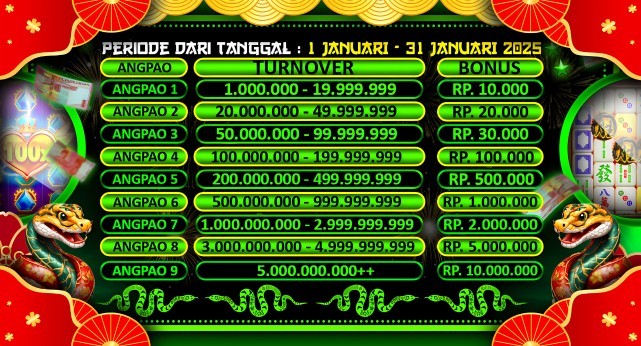 PERIODE DARI TANGGAL : 1 JANUARI - 31 JANUARI 2025
ANGPAO TURNOVER BONUS
ANGPAO 1 1.000.000 - 19.999.999 RP. 10.000
ANGPAO 2 20.000.000 - 49.999.999 RP. 20.000
ANGPAO 3 50.000.000 - 99.999.999 RP. 30.000
ANGPAO 4 100.000.000 - 199.999.999 RP. 100.000
ANGPAO 5 200.000.000 - 499.999.999 RP. 500.000
ANGPAO 6 500.000.000 - 999.999.999 RP. 1.000.000
ANGPAO 7 1.000.000.000 - 2.999.999.999 RP. 2.000.000
ANGPAO 8 3.000.000.000 - 4.999.999.999 RP. 5.000.000
ANGPAO 9 5.000.000.000++ RP. 10.000.000
100X
發